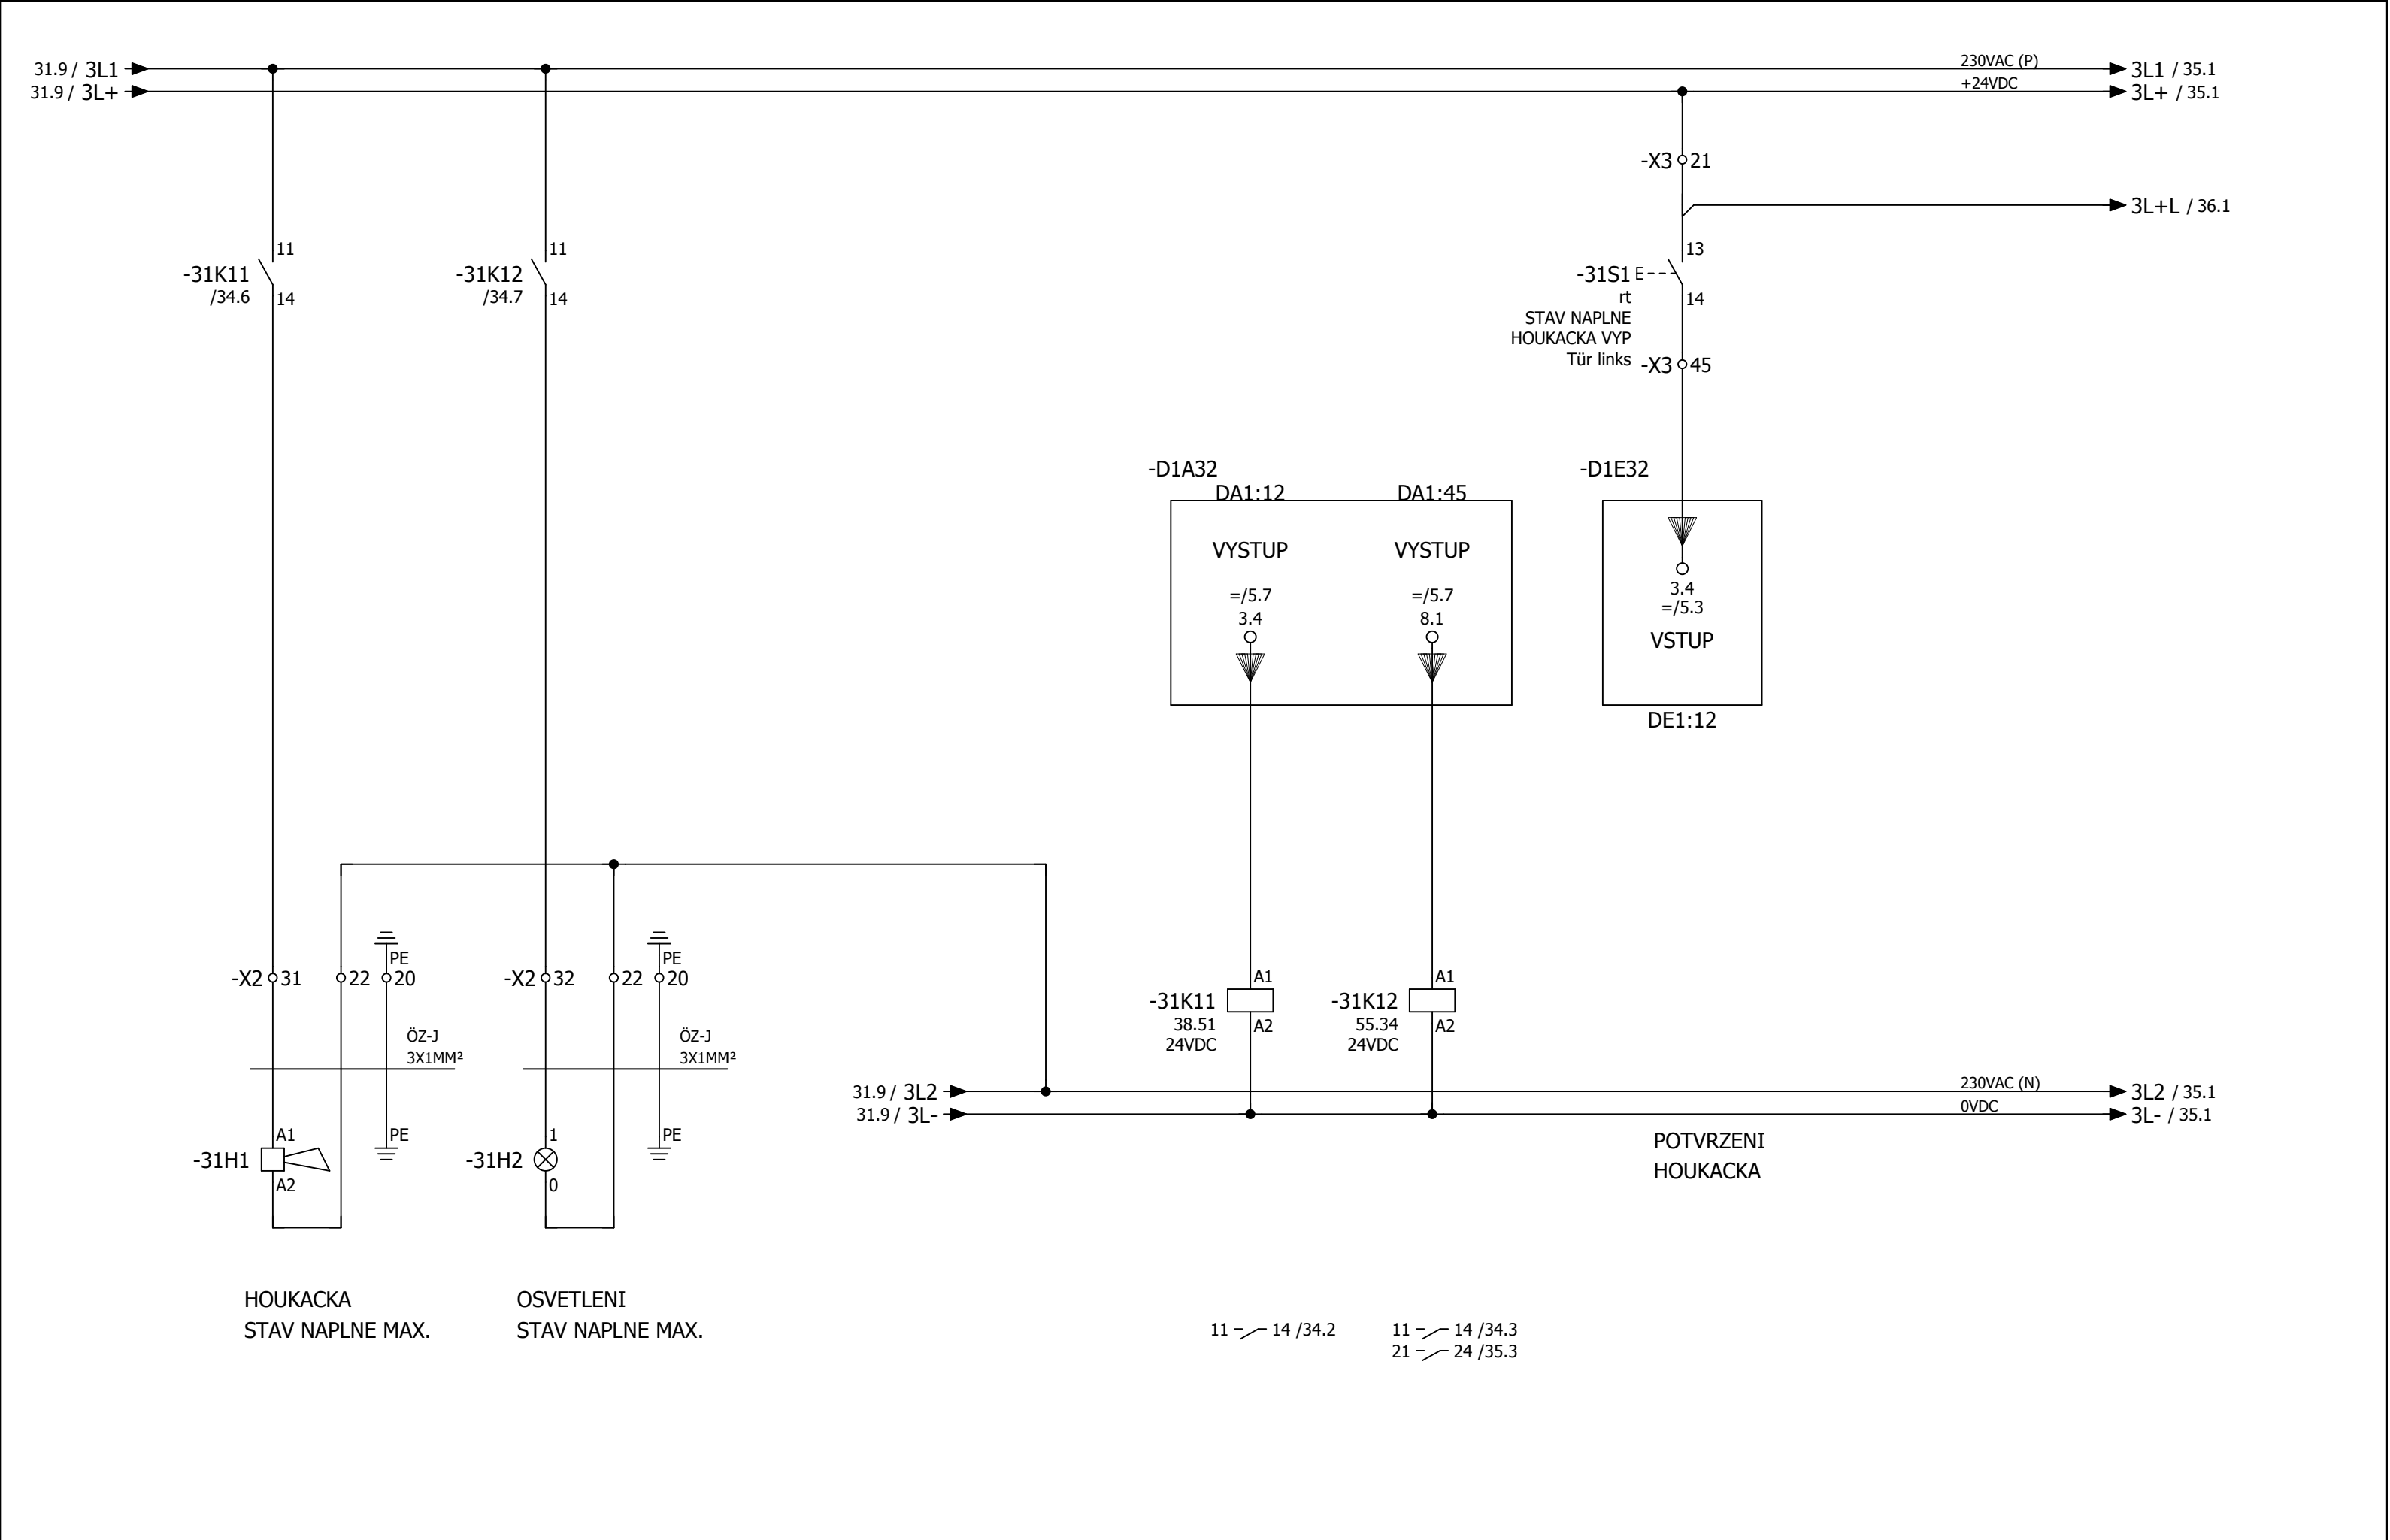 31.9 / 3L1
230VAC (P)
3L1 / 35.1
31.9 / 3L+
+24VDC
3L+ / 35.1
-X3 21
3L+L / 36.1
11
-31K11
/34.6
14
11
-31K12
/34.7
14
13
-31S1
14
rt
STAV NAPLNE
HOUKACKA VYP
Tür links
-X3 45
-D1A32
DA1:12
DA1:45
VYSTUP
VYSTUP
=/5.7
=/5.7
3.4
8.1
-D1E32
3.4
=/5.3
VSTUP
DE1:12
PE
-X2 31 22 20
PE
-X2 32 22 20
ÖZ-J
3X1MM²
ÖZ-J
3X1MM²
A1
-31K11
38.51
24VDC
A2
A1
-31K12
55.34
24VDC
A2
31.9 / 3L2
230VAC (N)
3L2 / 35.1
31.9 / 3L-
0VDC
3L- / 35.1
A1
-31H1
A2
PE
1
-31H2
0
PE
POTVRZENI
HOUKACKA
HOUKACKA
STAV NAPLNE MAX.
OSVETLENI
STAV NAPLNE MAX.
11 14 /34.2
11 14 /34.3
21 24 /35.3